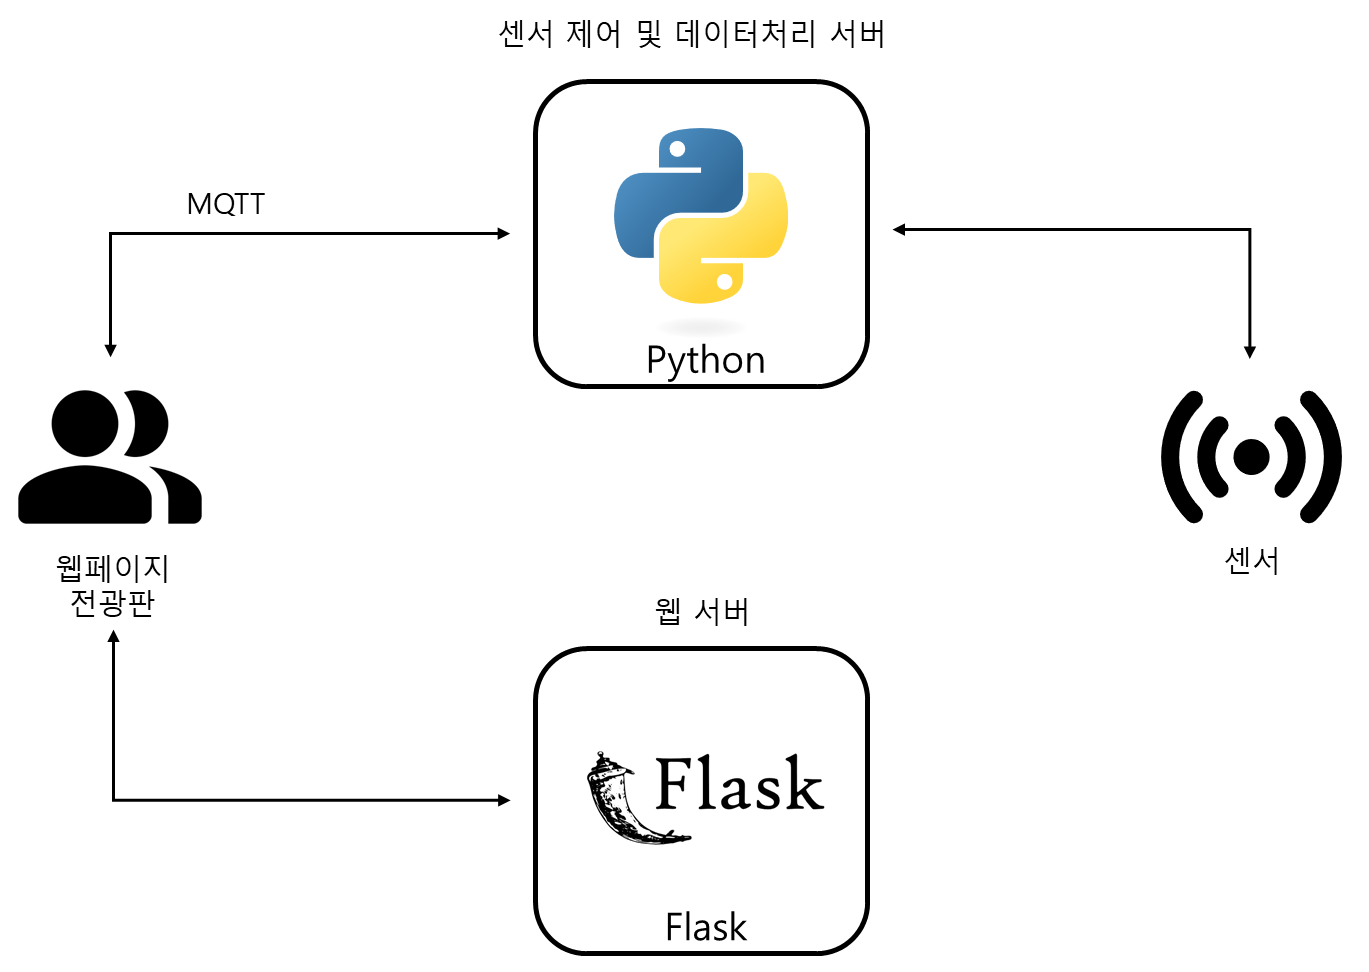 센서 제어 및 데이터처리 서버
MQTT
Python
웹페이지
전광판
센서
웹 서버
Flask
Flask